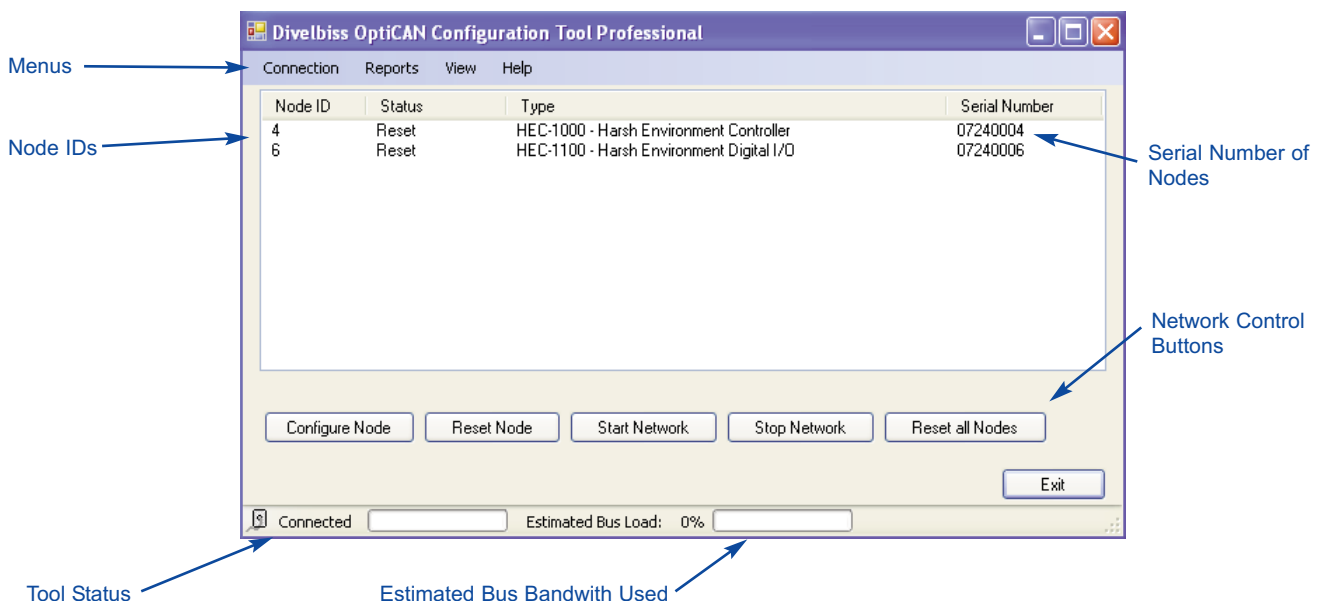 Divelbiss OptiCAN Configuration Tool Professional
Menus
Connection Reports View Help
Node ID Status Type Serial Number
4 Reset HEC-1000 - Harsh Environment Controller 07240004
6 Reset HEC-1100 - Harsh Environment Digital I/O 07240006
Node IDs
Serial Number of
Nodes
Network Control
Buttons
Configure Node Reset Node Start Network Stop Network Reset all Nodes
Exit
Connected Estimated Bus Load: 0%
Tool Status
Estimated Bus Bandwith Used